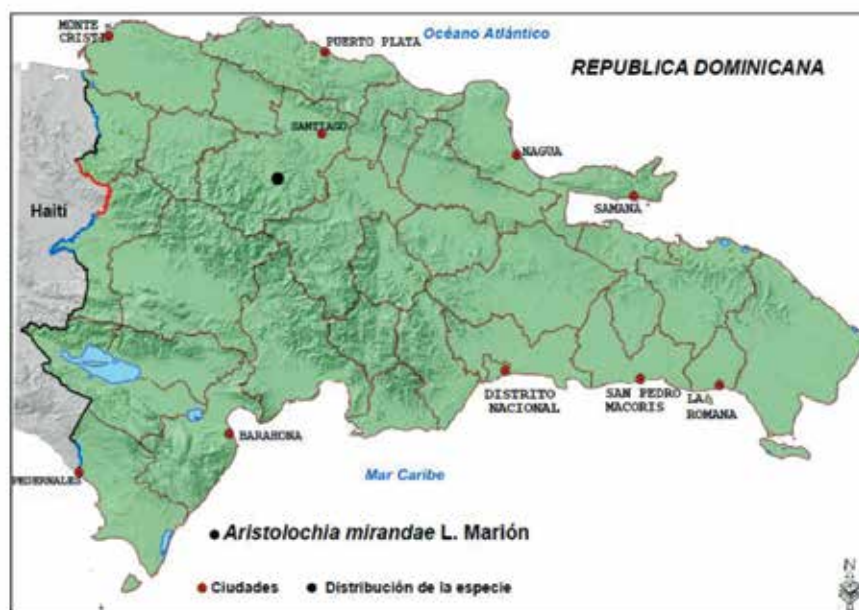 MONTE
CRISTI
PUERTO PLATA
Océano Atlántico
REPUBLICA DOMINICANA
SANTIAGO
NAGUA
SAMANA
Haití
DISTRITO
NACIONAL
SAN PEDRO
MACORIS
LA
ROMANA
BARAHONA
PEDERNALES
Mar Caribe
Aristolochia mirandae L. Marión
Ciudades
Distribución de la especie
N